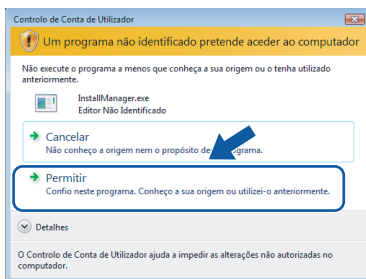 Controlo de Conta de Utilizador
Um programa não identificado pretende aceder ao computador
Não execute o programa a menos que conheça a sua origem ou o tenha utilizado
anteriormente.
InstallManager.exe
Editor Não Identificado
Cancelar
Não conheço a origem nem o propósito de programa.
Permitir
Confio neste programa. Conheço a sua origem ou utilizei-o anteriormente.
Detalhes
O Controlo de Conta de Utilizador ajuda a impedir as alterações não autorizadas no
computador.